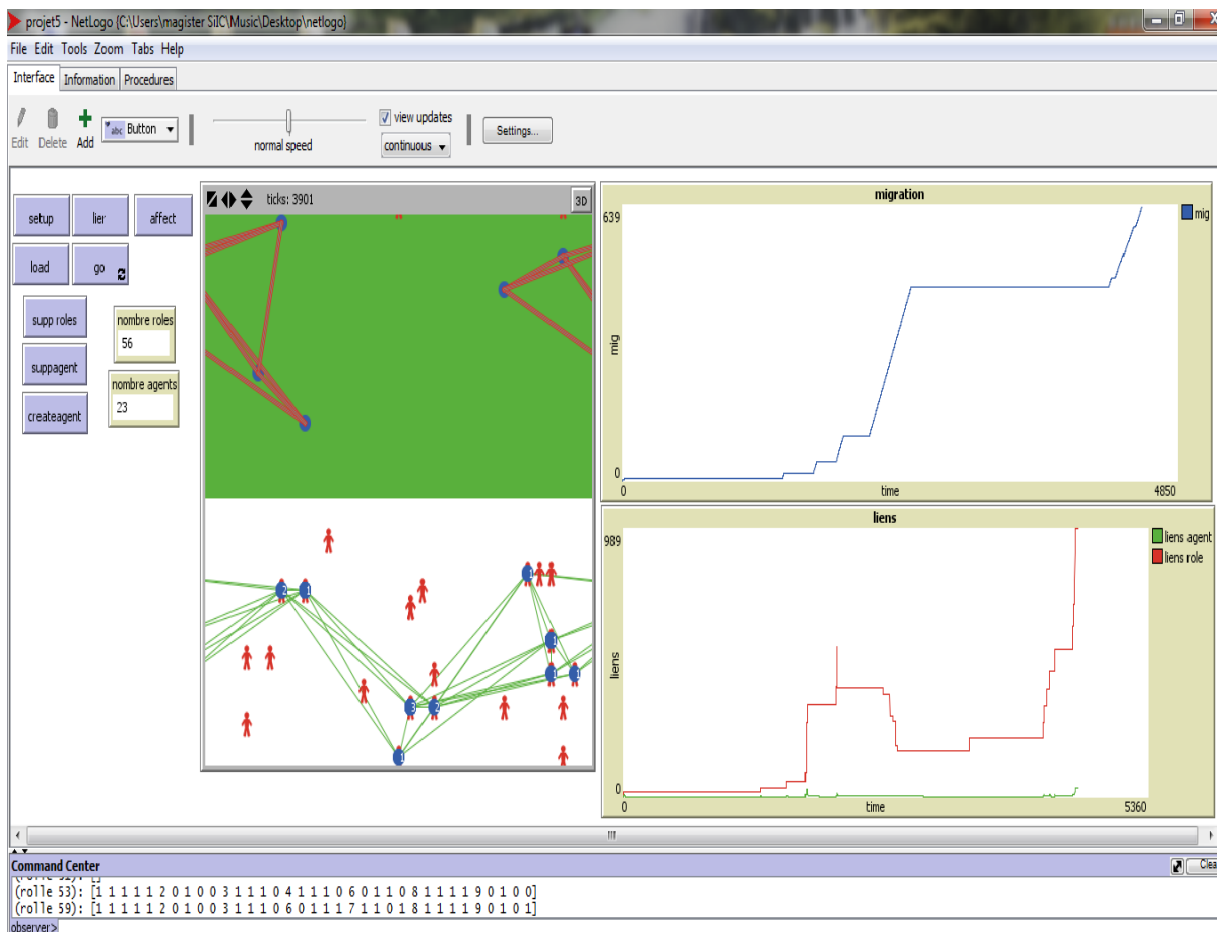 projet5 - NetLogo {C:\Users\magister SiIC\Music\Desktop\netlogo}
File Edit Tools Zoom Tabs Help
Interface Information Procedures
Edit Delete Add
abc Button
normal speed
view updates
continuous
Settings...
setup lier affect
load go
supp roles
suppagent
createagent
nombre roles
56
nombre agents
23
ticks: 3901
3D
migration
639
mig
0
0 time 4850
mig
liens
989
liens
0
0 time 5360
liens agent
liens role
Command Center
Clea
(rolle 53): [1 1 1 1 1 2 0 1 0 0 3 1 1 1 0 4 1 1 1 0 6 0 1 1 0 8 1 1 1 1 9 0 1 0 0]
(rolle 59): [1 1 1 1 1 2 0 1 0 0 3 1 1 1 0 6 0 1 1 1 7 1 1 0 1 8 1 1 1 1 9 0 1 0 1]
observer>